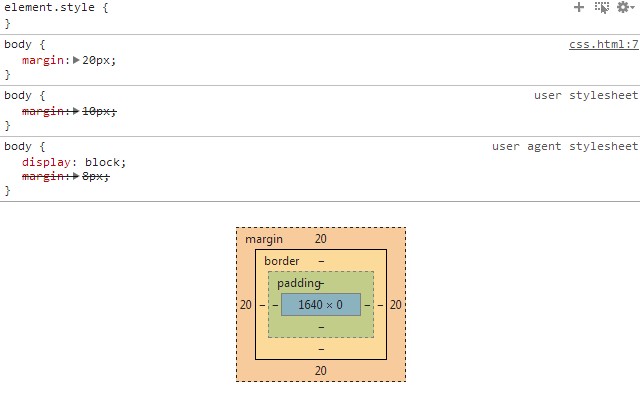 element.style {
}
body { css.html:7
margin:▶20px;
}
body { user stylesheet
margin:▶10px;
}
body { user agent stylesheet
display: block;
margin:▶8px;
}
margin 20
border –
padding–
20 – – 1640 × 0 – – 20
–
–
20